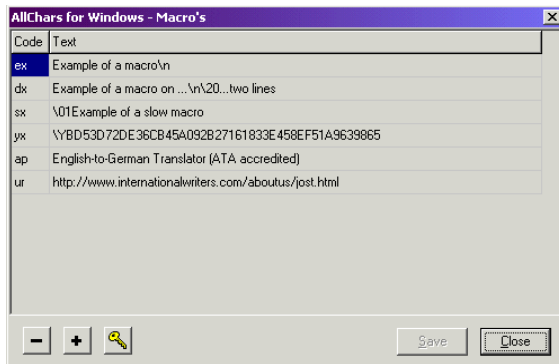 AllChars for Windows - Macro's
Code Text
ex Example of a macro\n
dx Example of a macro on ...\n\20...two lines
sx \01Example of a slow macro
yx \YBD53D72DE36CB45A092B27161833E458EF51A9639865
ap English-to-German Translator (ATA accredited)
ur http://www.internationalwriters.com/aboutus/jost.html
Save Close